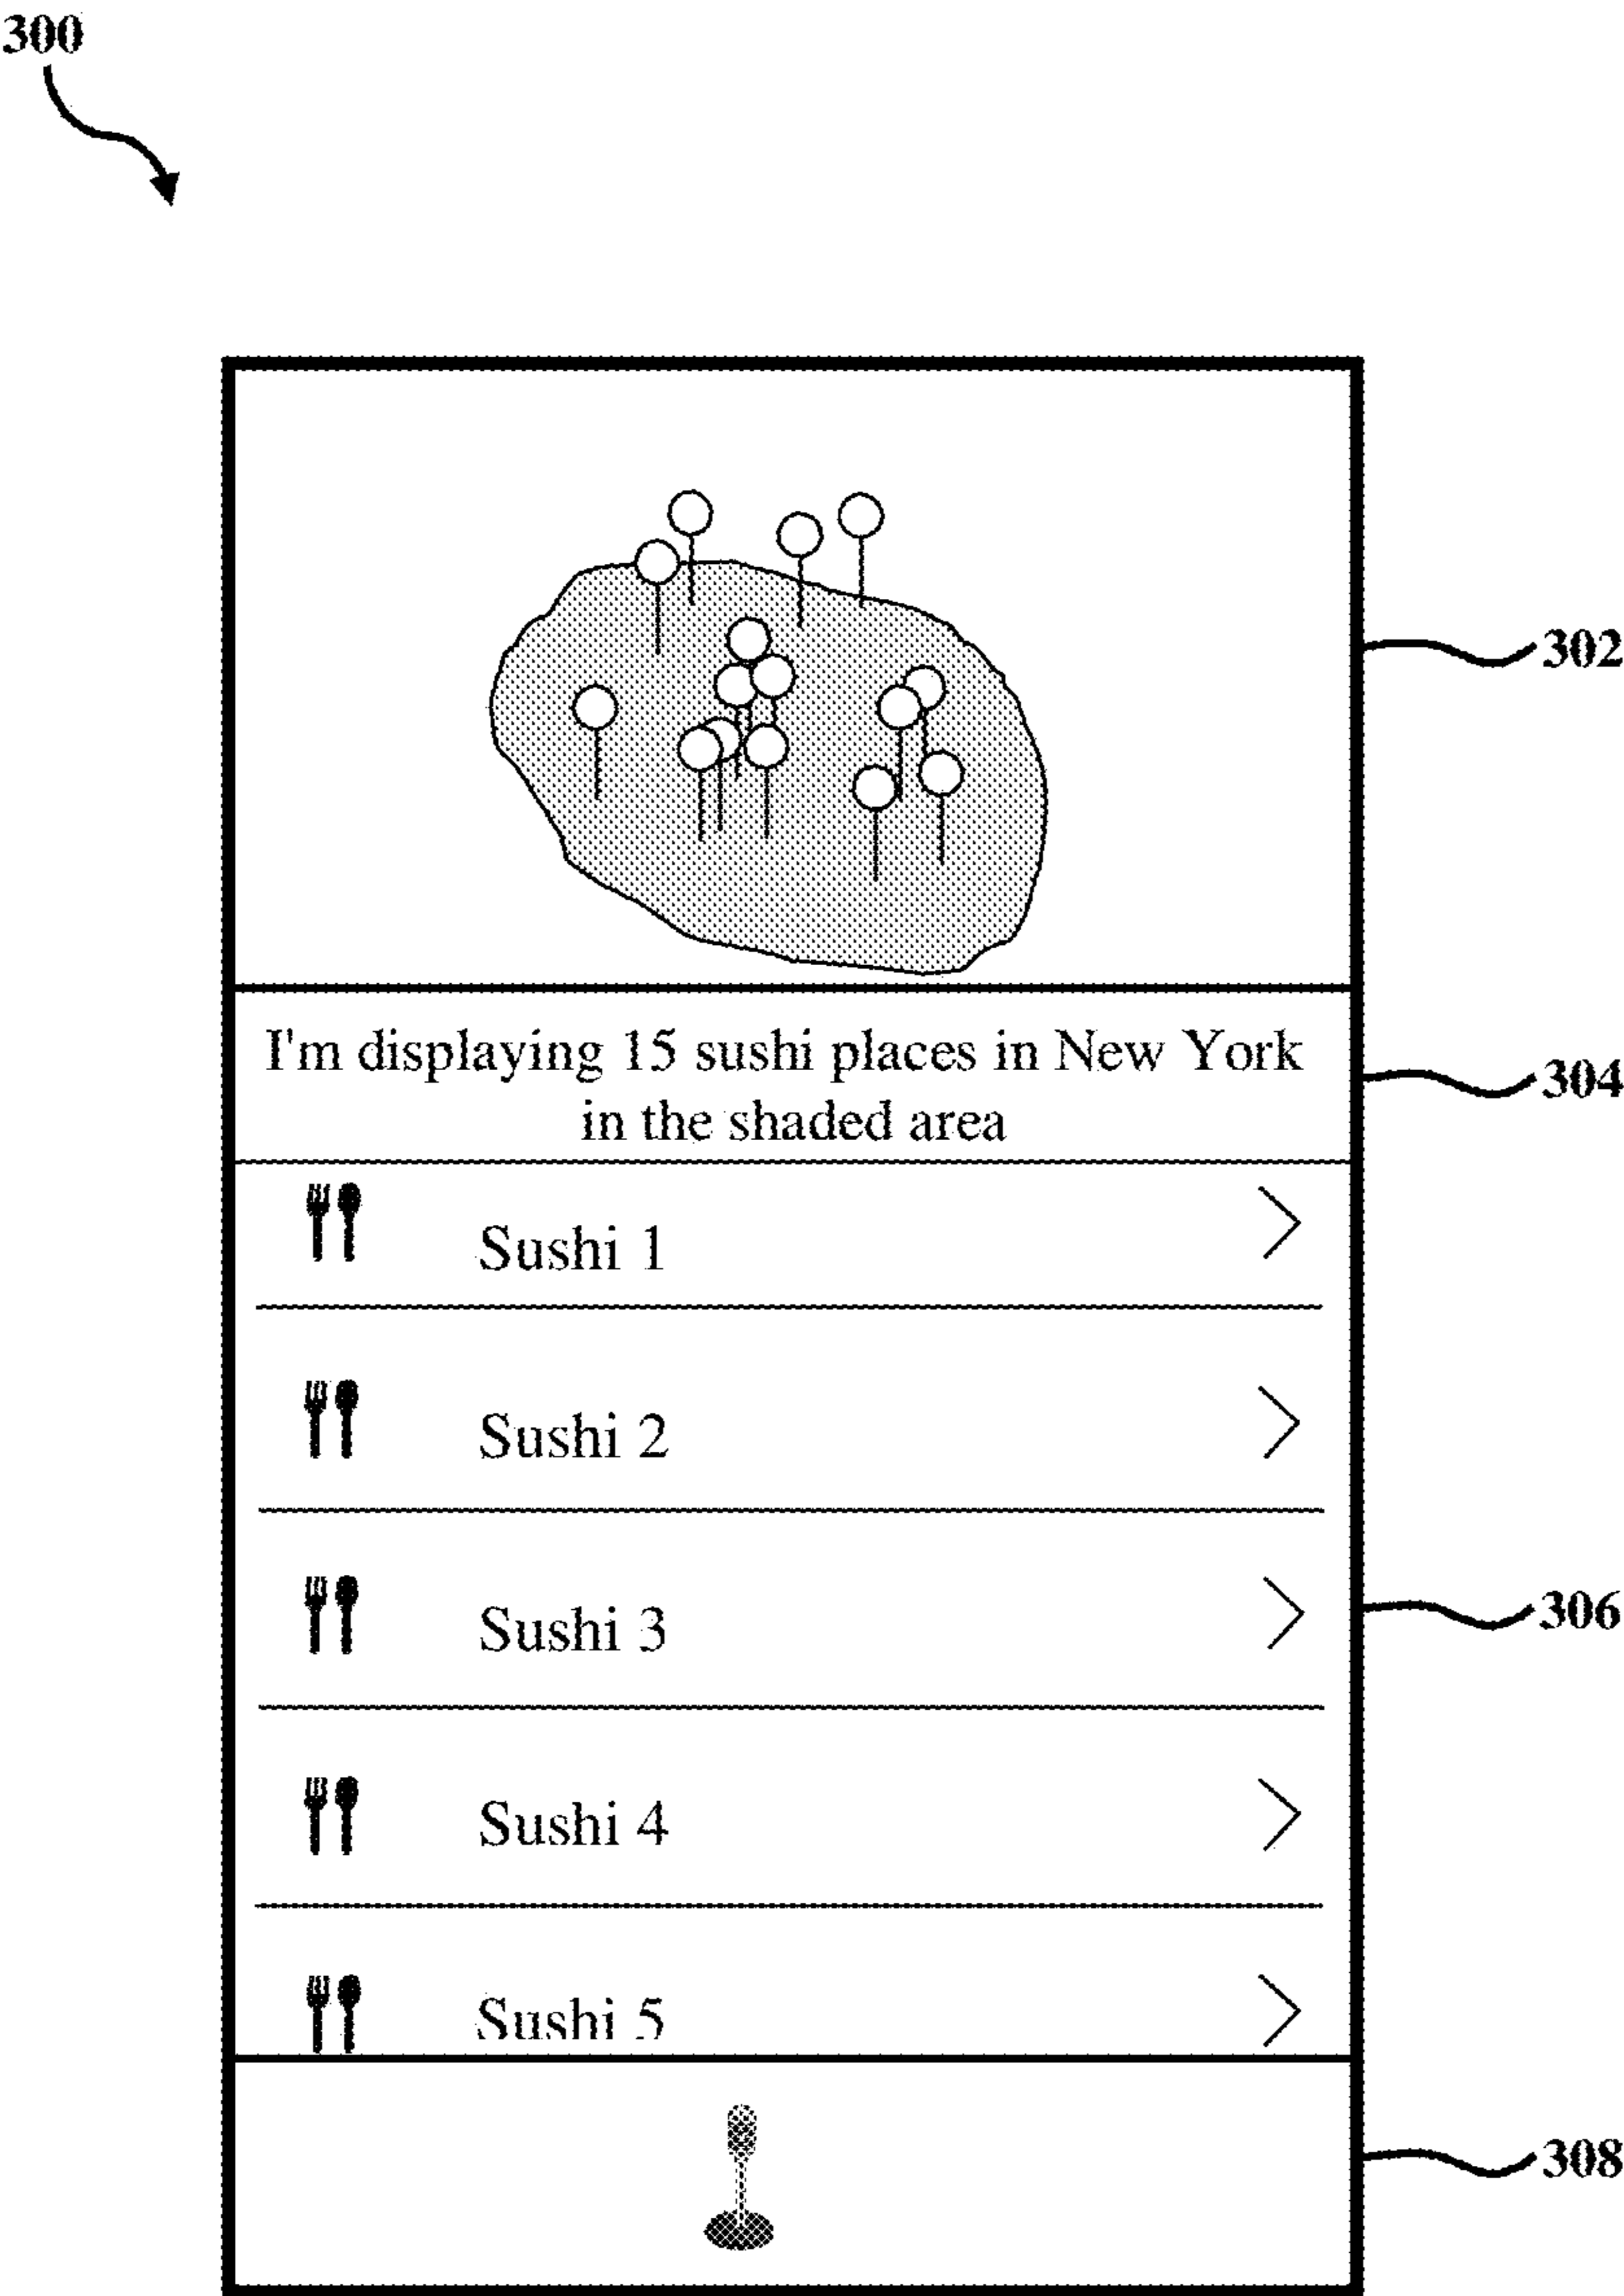 300
302
I'm displaying 15 sushi places in New York
in the shaded area
304
Sushi 1
Sushi 2
Sushi 3
306
Sushi 4
Sushi 5
308